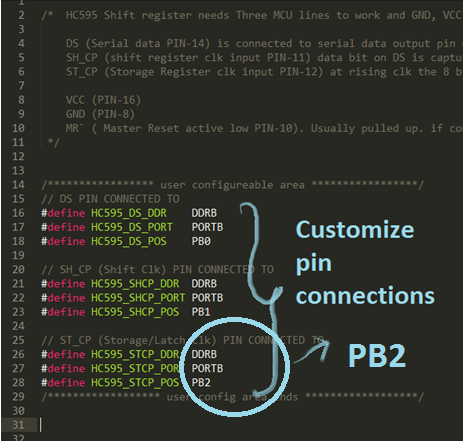 1
2 /* HC595 Shift register needs Three MCU lines to work and GND, VCC
3
4 DS (Serial data PIN-14) is connected to serial data output pin
5 SH_CP (shift register clk input PIN-11) data bit on DS is captu
6 ST_CP (Storage Register clk input PIN-12) at rising clk the 8 b
7
8 VCC (PIN-16)
9 GND (PIN-8)
10 MR` ( Master Reset active low PIN-10). Usually pulled up. if co
11 */
12
13
14 /***************** user configureable area *****************/
15 // DS PIN CONNECTED TO
16 #define HC595_DS_DDR DDRB
17 #define HC595_DS_PORT PORTB
18 #define HC595_DS_POS PB0
19
20 // SH_CP (Shift Clk) PIN CONNECTED TO
21 #define HC595_SHCP_DDR DDRB
22 #define HC595_SHCP_PORT PORTB
23 #define HC595_SHCP_POS PB1
24
25 // ST_CP (Storage/Latch Clk) PIN CONNECTED TO
26 #define HC595_STCP_DDR DDRB
27 #define HC595_STCP_PORT PORTB
28 #define HC595_STCP_POS PB2
29 /***************** user config area ends ******************/
30
31
32
Customize
pin
connections
PB2